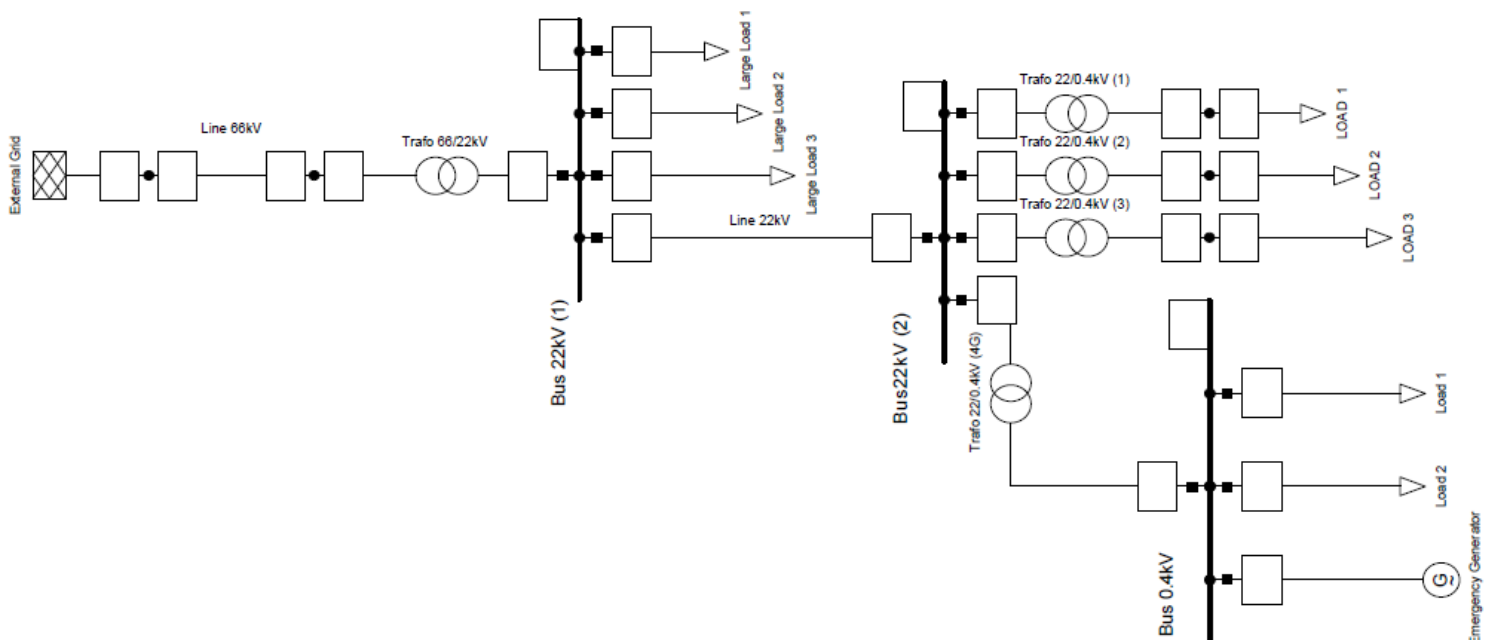 External Grid
Line 66kV
Trafo 66/22kV
Bus 22kV (1)
Large Load 1
Large Load 2
Large Load 3
Line 22kV
Bus22kV (2)
Trafo 22/0.4kV (1)
LOAD 1
Trafo 22/0.4kV (2)
LOAD 2
Trafo 22/0.4kV (3)
LOAD 3
Trafo 22/0.4kV (4G)
Bus 0.4kV
Load 1
Load 2
G
~
Emergency Generator